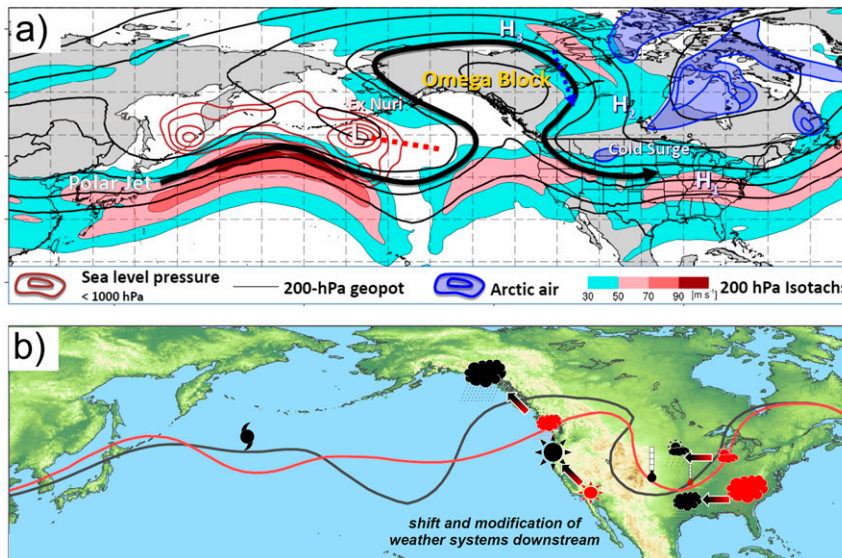 a)
H₃
Omega Block
Ex Nuri
L
H₂
Cold Surge
Polar Jet
H₁
Sea level pressure
< 1000 hPa
200-hPa geopot
Arctic air
30 50 70 90 [m s⁻¹]
200 hPa Isotachs
b)
shift and modification of
weather systems downstream